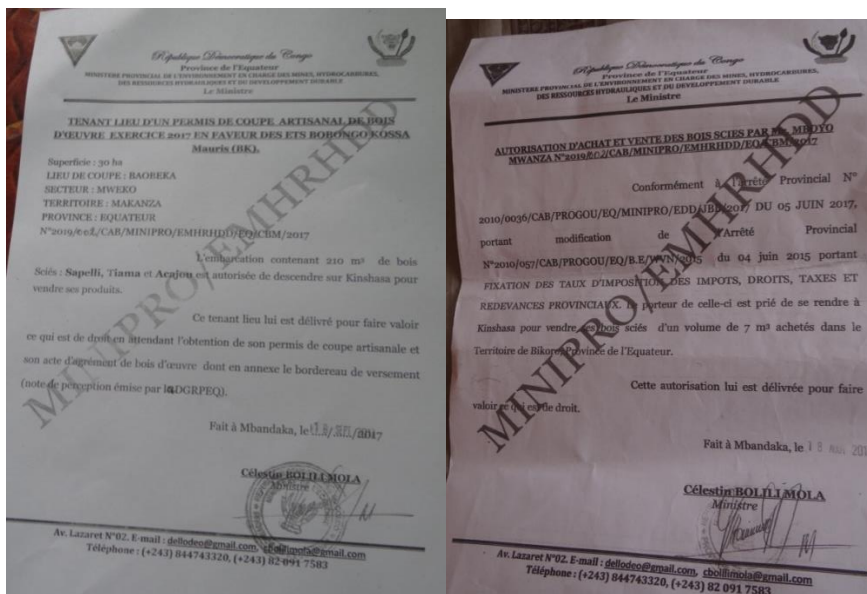 République Démocratique du Congo
Province de l'Equateur
MINISTERE PROVINCIAL DE L'ENVIRONNEMENT EN CHARGE DES MINES, HYDROCARBURES,
DES RESSOURCES HYDRAULIQUES ET DU DEVELOPPEMENT DURABLE
Le Ministre
TENANT LIEU D'UN PERMIS DE COUPE ARTISANAL DE BOIS
D'ŒUVRE EXERCICE 2017 EN FAVEUR DES ETS BOBONGO KOSSA
Mauris (BK).
Superficie : 30 ha
LIEU DE COUPE : BAOBEKA
SECTEUR : MWEKO
TERRITOIRE : MAKANZA
PROVINCE : EQUATEUR
/CAB/MINIPRO/EMHRHDD/EQ/CBM/2017
L'embarcation contenant 210 m³ de bois
Sciés : Sapelli, Tiama et Acajou est autorisée de descendre sur Kinshasa pour
vendre ses produits.
Ce tenant lieu lui est délivré pour faire valoir
ce qui est de droit en attendant l'obtention de son permis de coupe artisanale et
son acte d'agrément de bois d'œuvre dont en annexe le bordereau de versement
(note de perception émise par la DGRPEQ).
Fait à Mbandaka, le /2017
Célestin BOLILI MOLA
Ministre
Av. Lazaret N°02. E-mail : dellodeo@gmail.com, cbolilimola@gmail.com
Téléphone : (+243) 844743320, (+243) 82 091 7583
MINIPRO/EMHRHDD
République Démocratique du Congo
Province de l'Equateur
MINISTERE PROVINCIAL DE L'ENVIRONNEMENT EN CHARGE DES MINES, HYDROCARBURES,
DES RESSOURCES HYDRAULIQUES ET DU DEVELOPPEMENT DURABLE
Le Ministre
AUTORISATION D'ACHAT ET VENTE DES BOIS SCIES PAR Mr. MBOYO
MWANZA /CAB/MINIPRO/EMHRHDD/EQ/CBM/2017
Conformément à l'Arrêté Provincial N°
2010/0036/CAB/PROGOU/EQ/MINIPRO/EDD/JBI/2017 DU 05 JUIN 2017,
portant modification de l'Arrêté Provincial
N°2010/057/CAB/PROGOU/EQ/B.E/WVN/2015 du 04 juin 2015 portant
FIXATION DES TAUX D'IMPOSITION DES IMPOTS, DROITS, TAXES ET
REDEVANCES PROVINCIAUX. Le porteur de celle-ci est prié de se rendre à
Kinshasa pour vendre ses bois sciés d'un volume de 7 m³ achetés dans le
Territoire de Bikoro, Province de l'Equateur.
Cette autorisation lui est délivrée pour faire
valoir ce qui est de droit.
Fait à Mbandaka, le 18
Célestin BOLILI MOLA
Ministre
Av. Lazaret N°02. E-mail : dellodeo@gmail.com, cbolilimola@gmail.com
Téléphone : (+243) 844743320, (+243) 82 091 7583
MINIPRO/EMHRHDD